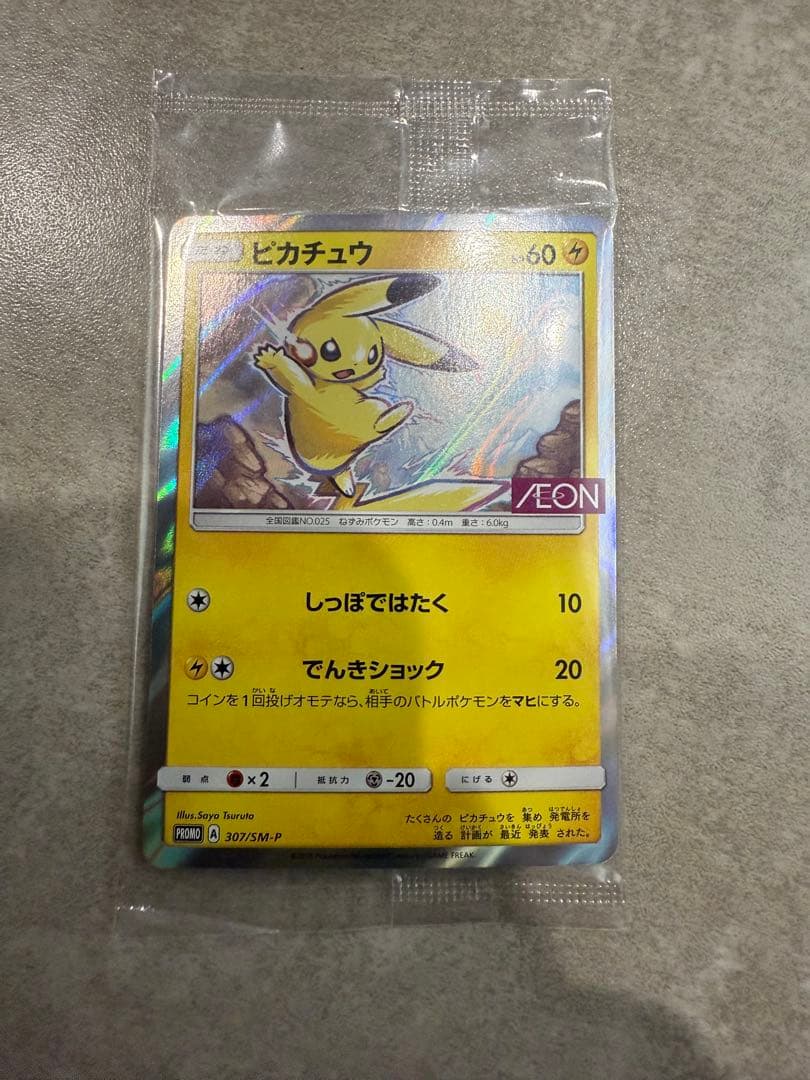 ピカチュウ 60
ÆON
全国図鑑NO.025 ねずみポケモン 高さ:0.4m 重さ:6.0kg
しっぽではたく 10
でんきショック 20
コインを1回投げオモテなら、相手のバトルポケモンをマヒにする。
弱点 ×2 抵抗力 -20 にげる
Illus.Saya Tsuruta
たくさんの ピカチュウを 集め 発電所を
造る 計画が 最近 発表 された。
PROMO A 307/SM-P
GAME FREAK.